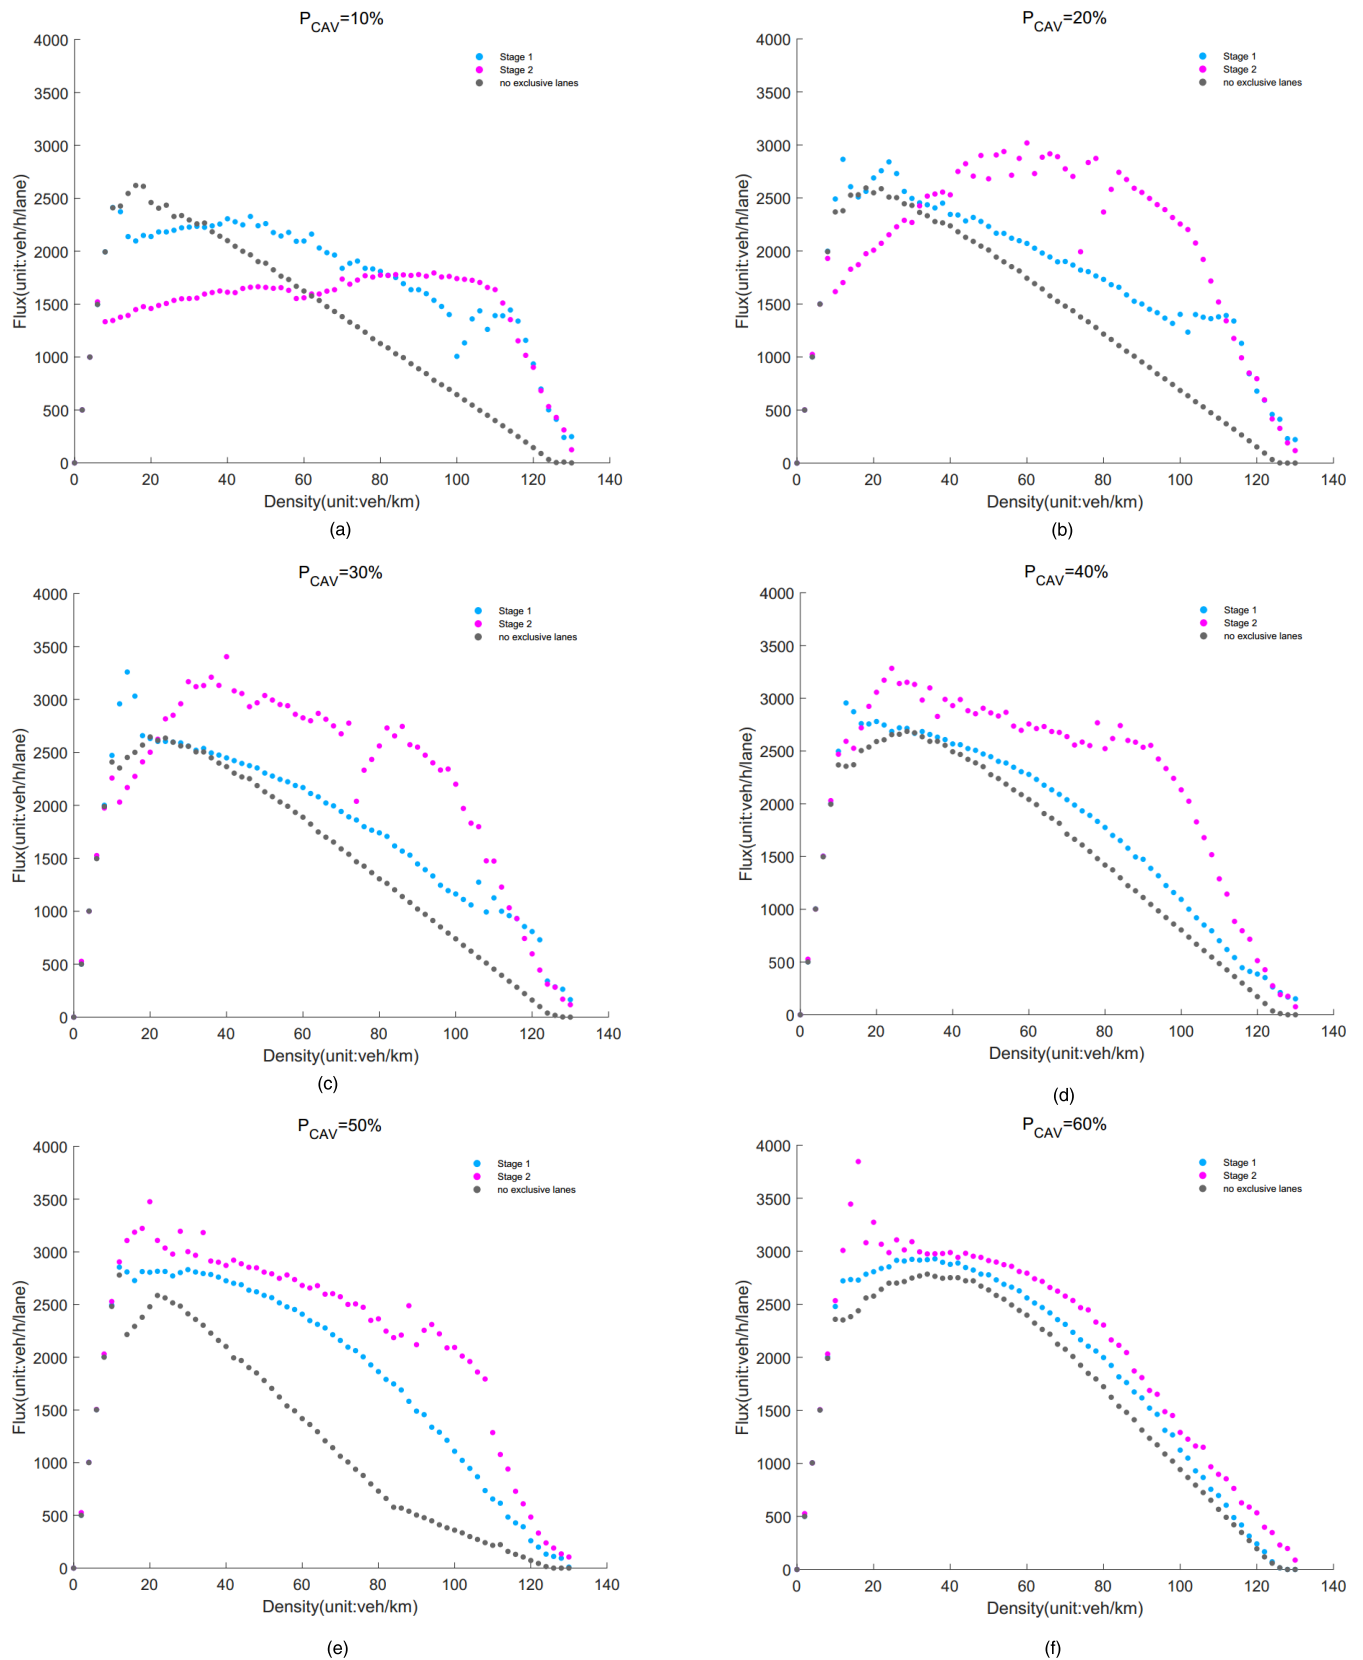 P_CAV=10%
4000
3500
3000
2500
2000
1500
1000
500
0
Flux(unit:veh/h/lane)
Stage 1
Stage 2
no exclusive lanes
0 20 40 60 80 100 120 140
Density(unit:veh/km)
(a)
P_CAV=20%
4000
3500
3000
2500
2000
1500
1000
500
0
Flux(unit:veh/h/lane)
Stage 1
Stage 2
no exclusive lanes
0 20 40 60 80 100 120 140
Density(unit:veh/km)
(b)
P_CAV=30%
4000
3500
3000
2500
2000
1500
1000
500
0
Flux(unit:veh/h/lane)
Stage 1
Stage 2
no exclusive lanes
0 20 40 60 80 100 120 140
Density(unit:veh/km)
(c)
P_CAV=40%
4000
3500
3000
2500
2000
1500
1000
500
0
Flux(unit:veh/h/lane)
Stage 1
Stage 2
no exclusive lanes
0 20 40 60 80 100 120 140
Density(unit:veh/km)
(d)
P_CAV=50%
4000
3500
3000
2500
2000
1500
1000
500
0
Flux(unit:veh/h/lane)
Stage 1
Stage 2
no exclusive lanes
0 20 40 60 80 100 120 140
Density(unit:veh/km)
(e)
P_CAV=60%
4000
3500
3000
2500
2000
1500
1000
500
0
Flux(unit:veh/h/lane)
Stage 1
Stage 2
no exclusive lanes
0 20 40 60 80 100 120 140
Density(unit:veh/km)
(f)